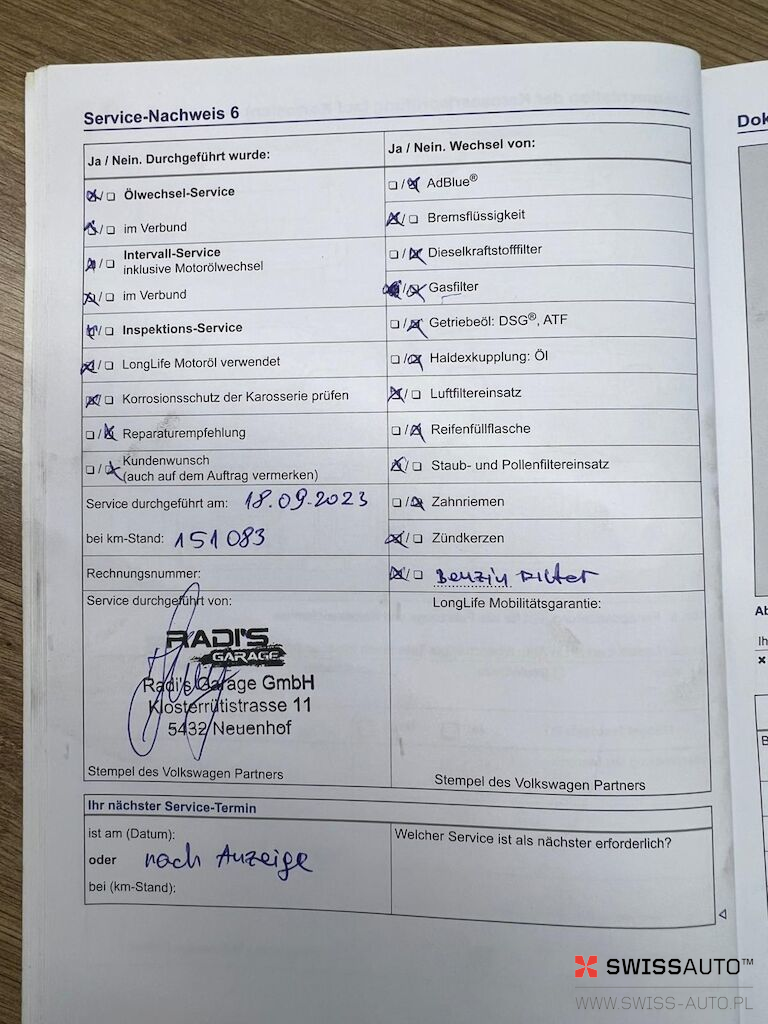 Service-Nachweis 6
Ja / Nein. Durchgeführt wurde:
☒/☐ Ölwechsel-Service
☒/☐ im Verbund
☒/☐ Intervall-Service
inklusive Motorölwechsel
☒/☐ im Verbund
☒/☐ Inspektions-Service
☒/☐ LongLife Motoröl verwendet
☒/☐ Korrosionsschutz der Karosserie prüfen
☐/☒ Reparaturempfehlung
☐/☒ Kundenwunsch
(auch auf dem Auftrag vermerken)
Service durchgeführt am: 18.09.2023
bei km-Stand: 151083
Rechnungsnummer:
Service durchgeführt von:
RADI'S
GARAGE
Radi's Garage GmbH
Klosterrütistrasse 11
5432 Neuenhof
Stempel des Volkswagen Partners
Ja / Nein. Wechsel von:
☐/☒ AdBlue®
☒/☐ Bremsflüssigkeit
☐/☒ Dieselkraftstofffilter
☒/☒ Gasfilter
☐/☒ Getriebeöl: DSG®, ATF
☐/☒ Haldexkupplung: Öl
☒/☐ Luftfiltereinsatz
☐/☒ Reifenfüllflasche
☒/☐ Staub- und Pollenfiltereinsatz
☐/☒ Zahnriemen
☒/☐ Zündkerzen
☒/☐ Benzin Filter
LongLife Mobilitätsgarantie:
Stempel des Volkswagen Partners
Ihr nächster Service-Termin
ist am (Datum):
oder nach Anzeige
bei (km-Stand):
Welcher Service ist als nächster erforderlich?
Dok
Ab
Ih
B
SWISSAUTO™
WWW.SWISS-AUTO.PL